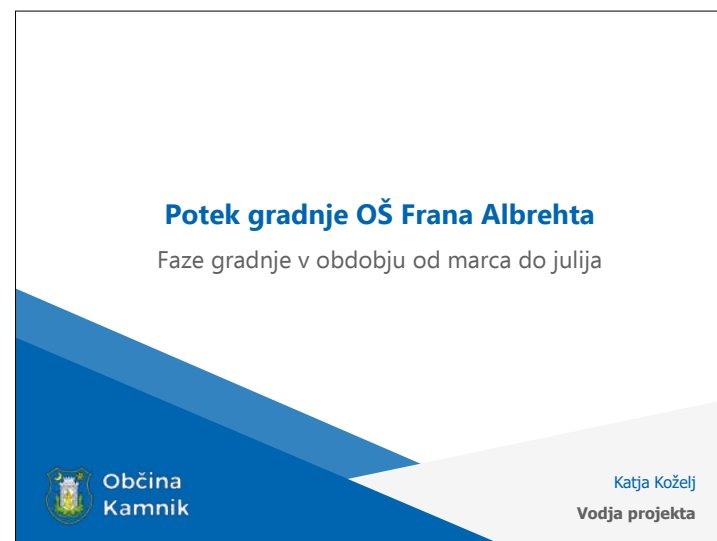 Potek gradnje OŠ Frana Albrehta
Faze gradnje v obdobju od marca do julija
Občina
Kamnik
Katja Koželj
Vodja projekta